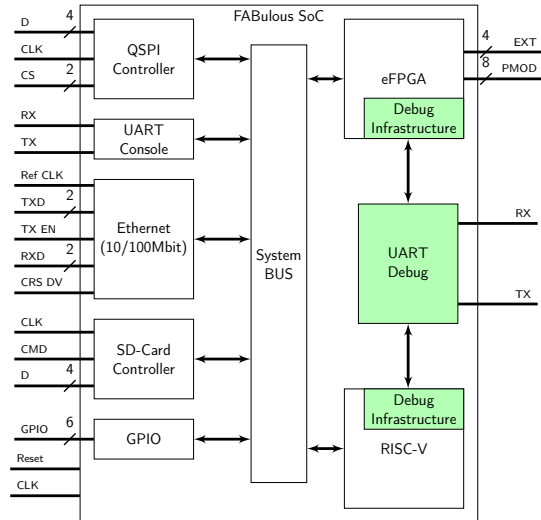 FABulous SoC
D
4
CLK
CS
2
QSPI
Controller
RX
TX
UART
Console
Ref CLK
TXD
2
TX EN
RXD
2
CRS DV
Ethernet
(10/100Mbit)
CLK
CMD
D
4
SD-Card
Controller
GPIO
6
GPIO
Reset
CLK
System
BUS
eFPGA
Debug
Infrastructure
4
EXT
8
PMOD
UART
Debug
RX
TX
Debug
Infrastructure
RISC-V